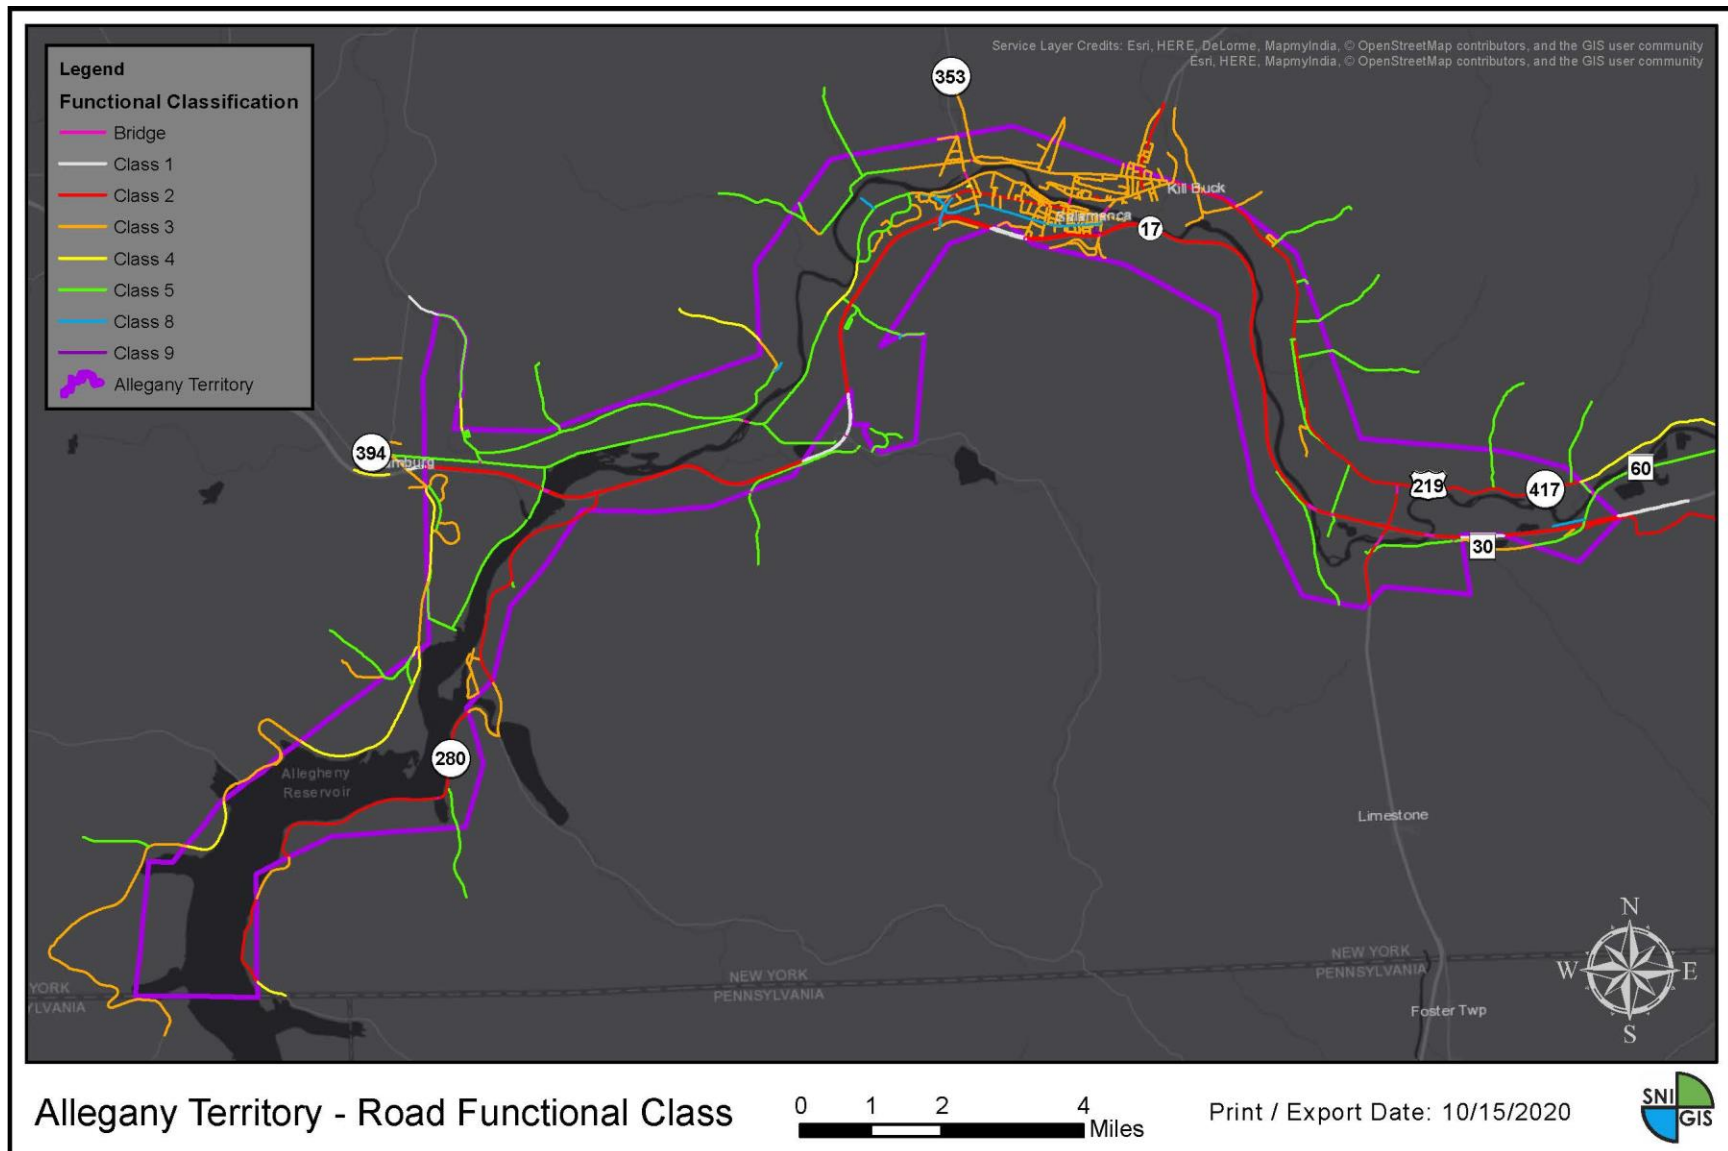 Service Layer Credits: Esri, HERE, DeLorme, MapmyIndia, © OpenStreetMap contributors, and the GIS user community
Esri, HERE, MapmyIndia, © OpenStreetMap contributors, and the GIS user community
Legend
Functional Classification
Bridge
Class 1
Class 2
Class 3
Class 4
Class 5
Class 8
Class 9
Allegany Territory
353
Kill Buck
Salamanca
17
394
60
219
417
30
280
Allegheny
Reservoir
Limestone
N
W
E
S
NEW YORK
PENNSYLVANIA
NEW YORK
PENNSYLVANIA
YORK
YLVANIA
Foster Twp
Allegany Territory - Road Functional Class
0 1 2 4
Miles
Print / Export Date: 10/15/2020
SNI
GIS